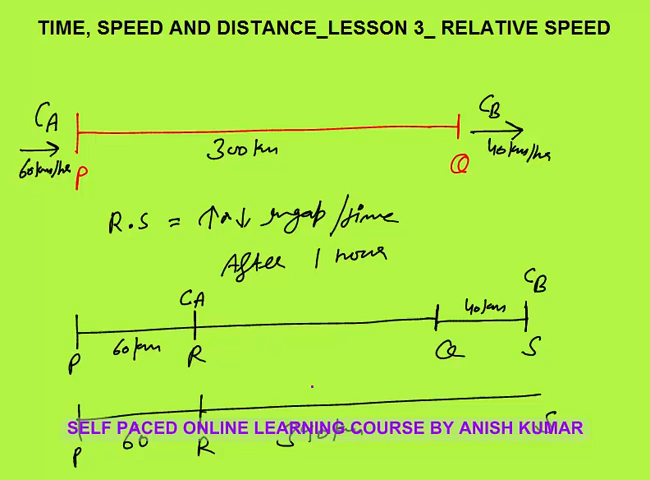 TIME, SPEED AND DISTANCE_LESSON 3_ RELATIVE SPEED
CA CB
60km/hr P 300km Q 40km/hr
R.S = ↑or↓ in gap/time
After 1 hour
CA CB
60km 40km
P R Q S
SELF PACED ONLINE LEARNING COURSE BY ANISH KUMAR
60 S
P R